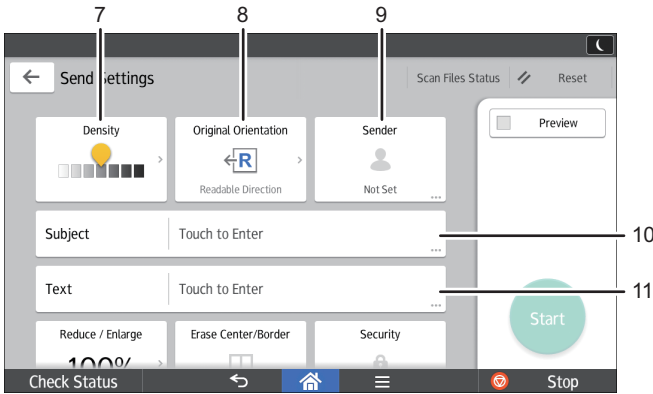 7 8 9
Send Settings Scan Files Status Reset
Density Original Orientation Sender Preview
R
Readable Direction Not Set
Subject Touch to Enter 10
Text Touch to Enter 11
Start
Reduce / Enlarge Erase Center/Border Security
100%
Check Status Stop